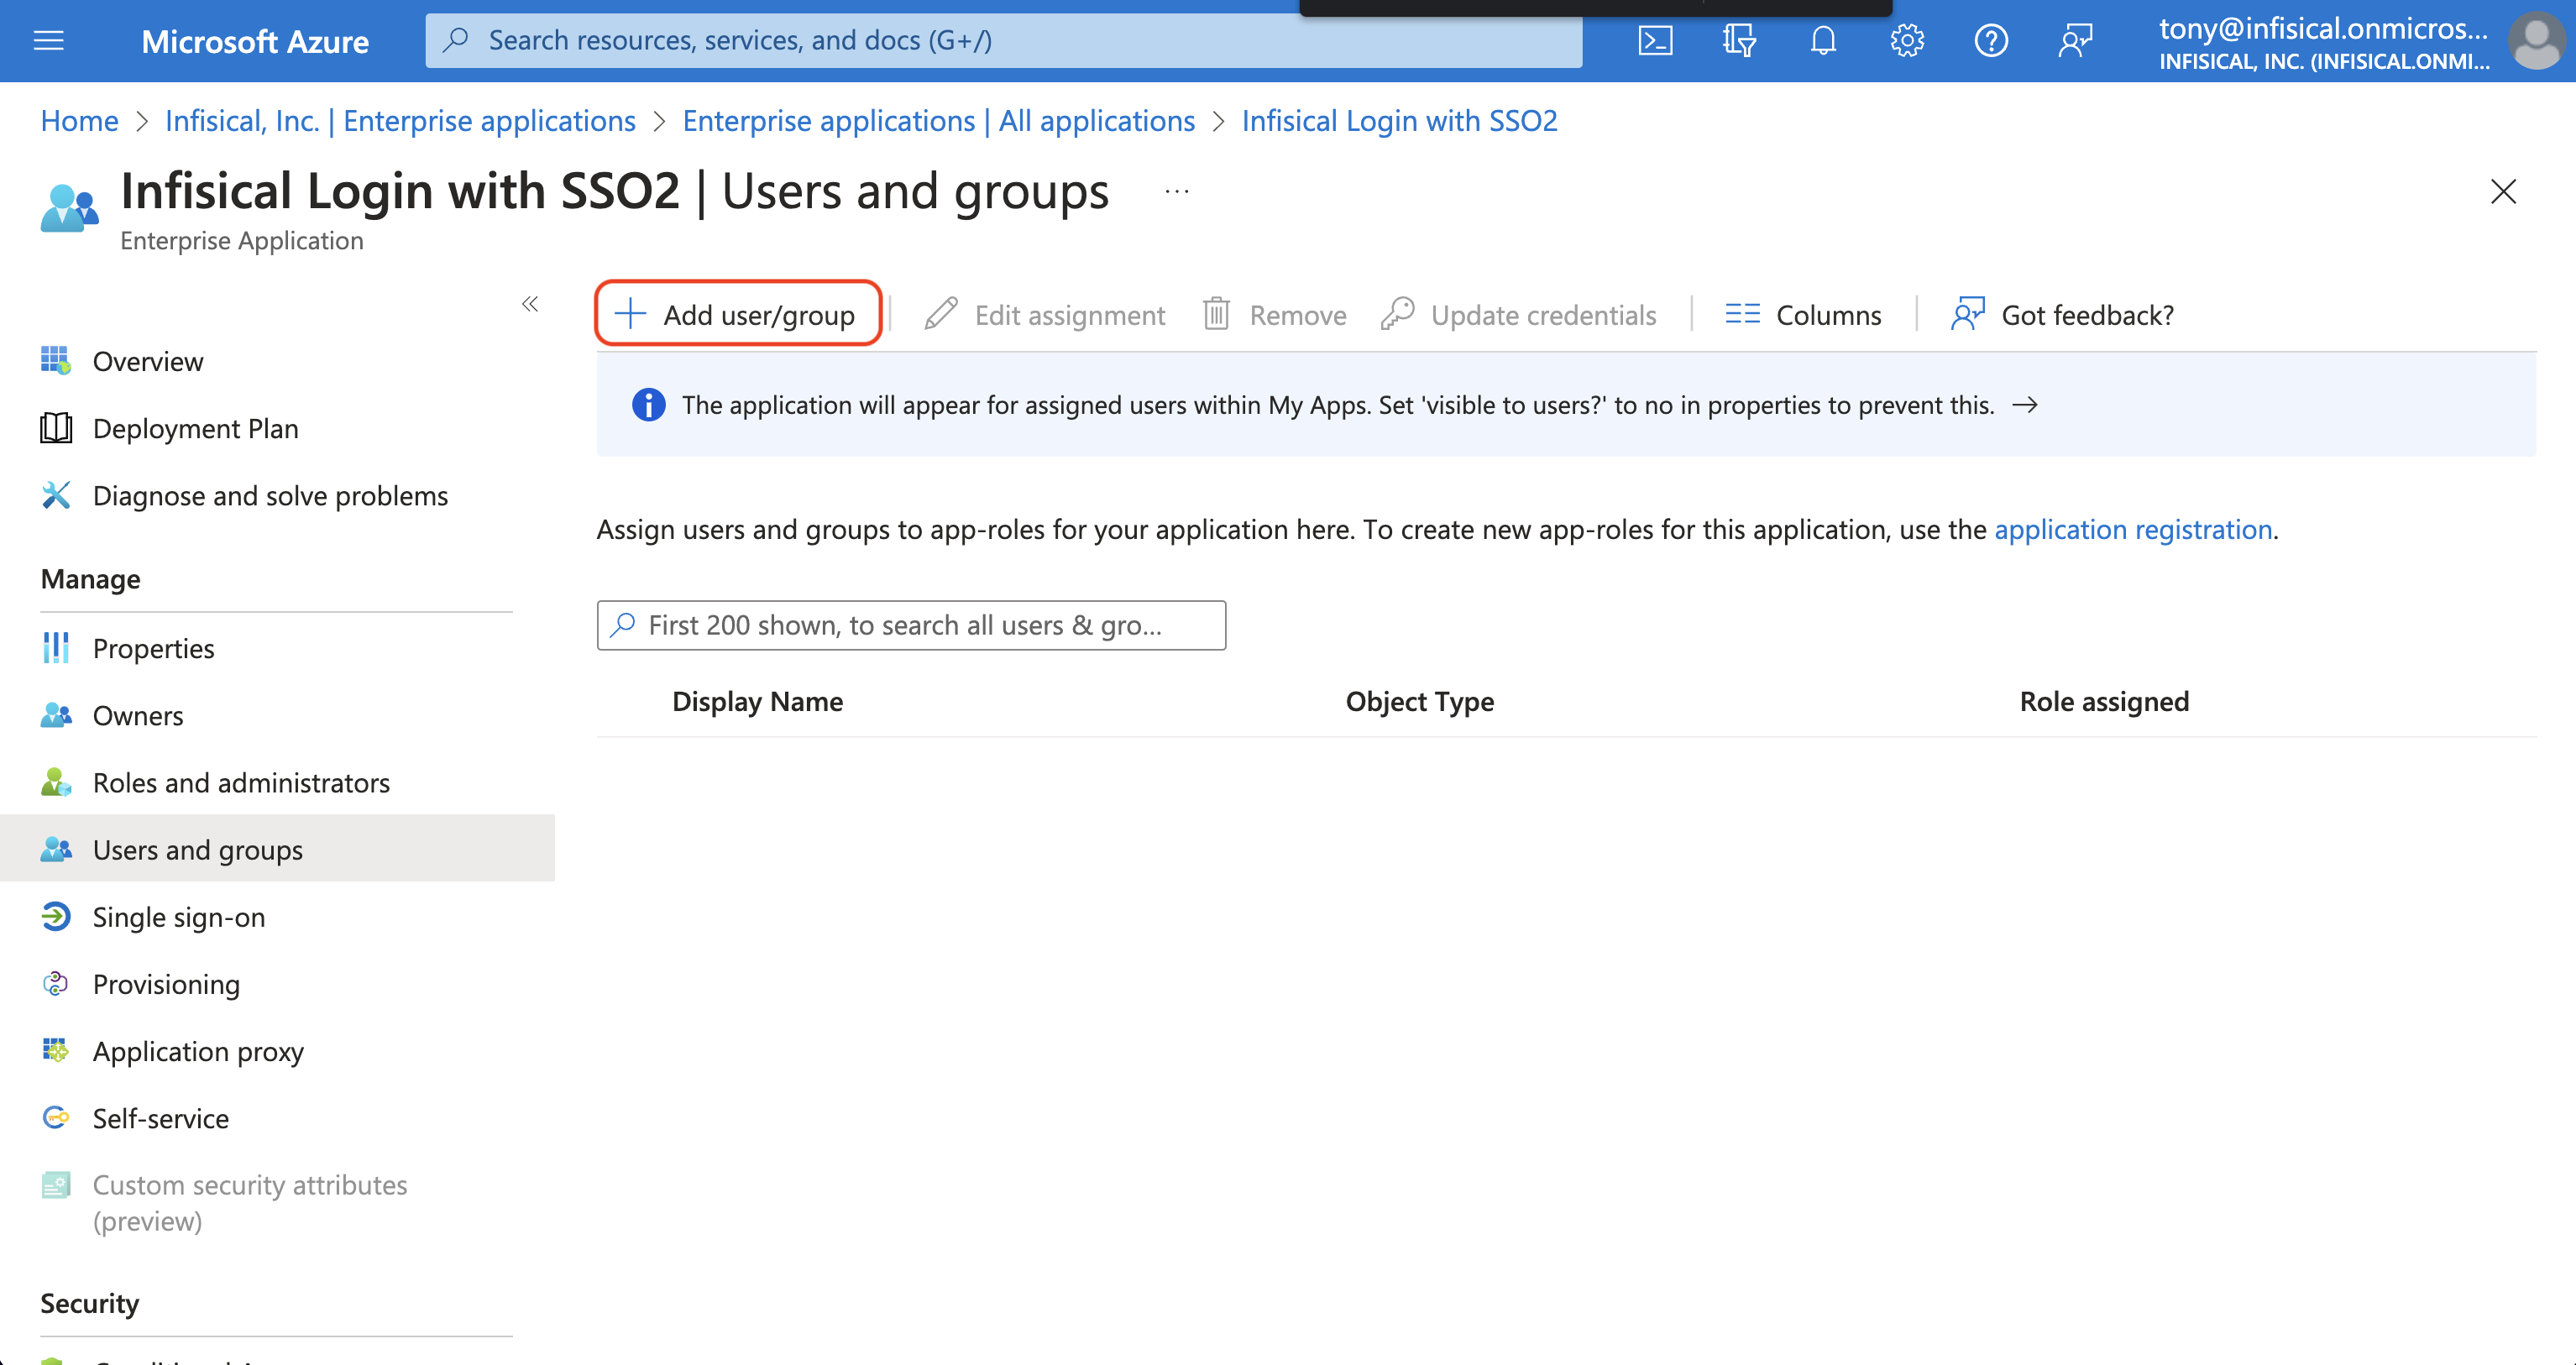 Microsoft Azure
Search resources, services, and docs (G+/)
tony@infisical.onmicros...
INFISICAL, INC. (INFISICAL.ONMI...
Home > Infisical, Inc. | Enterprise applications > Enterprise applications | All applications > Infisical Login with SSO2
Infisical Login with SSO2 | Users and groups ...
Enterprise Application
«
Add user/group
Edit assignment
Remove
Update credentials
Columns
Got feedback?
The application will appear for assigned users within My Apps. Set 'visible to users?' to no in properties to prevent this. →
Assign users and groups to app-roles for your application here. To create new app-roles for this application, use the application registration.
First 200 shown, to search all users & gro...
Display Name
Object Type
Role assigned
Overview
Deployment Plan
Diagnose and solve problems
Manage
Properties
Owners
Roles and administrators
Users and groups
Single sign-on
Provisioning
Application proxy
Self-service
Custom security attributes
(preview)
Security